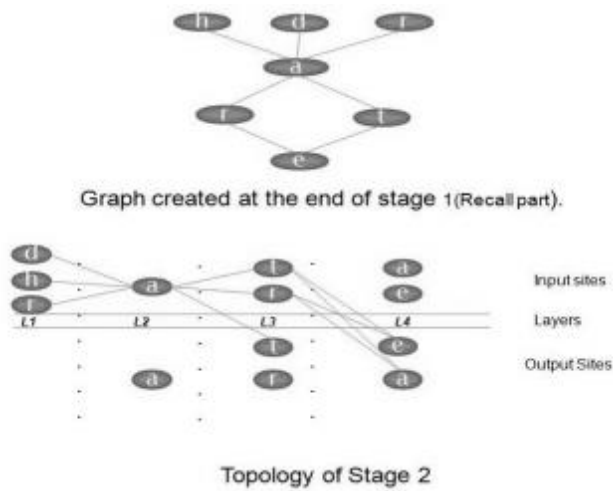 h d r
a
r t
e
Graph created at the end of stage 1(Recall part).
d
h
r
a
t
r
a
e
Input sites
L1 L2 L3 L4 Layers
t
e
a
r
a
Output Sites
Topology of Stage 2